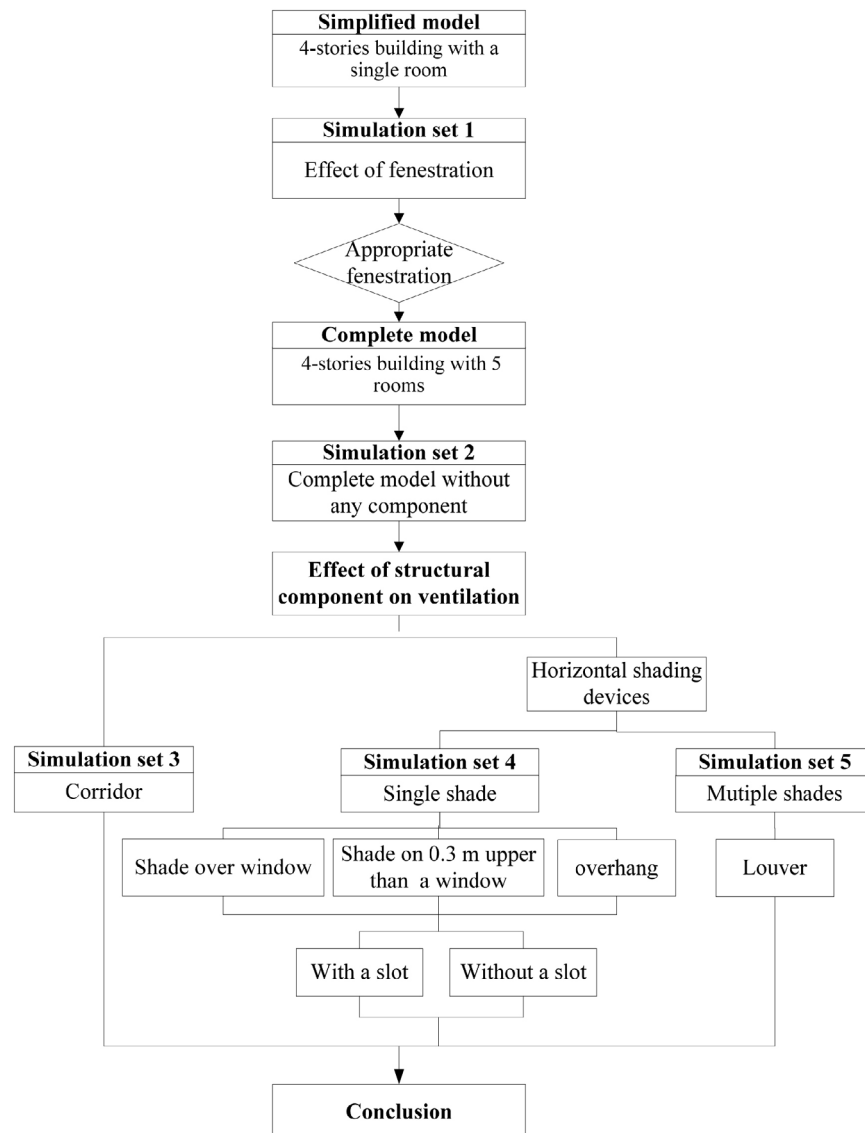 Simplified model
4-stories building with a
single room
Simulation set 1
Effect of fenestration
Appropriate
fenestration
Complete model
4-stories building with 5
rooms
Simulation set 2
Complete model without
any component
Effect of structural
component on ventilation
Horizontal shading
devices
Simulation set 3
Corridor
Simulation set 4
Single shade
Simulation set 5
Mutiple shades
Shade over window
Shade on 0.3 m upper
than a window
overhang
Louver
With a slot
Without a slot
Conclusion